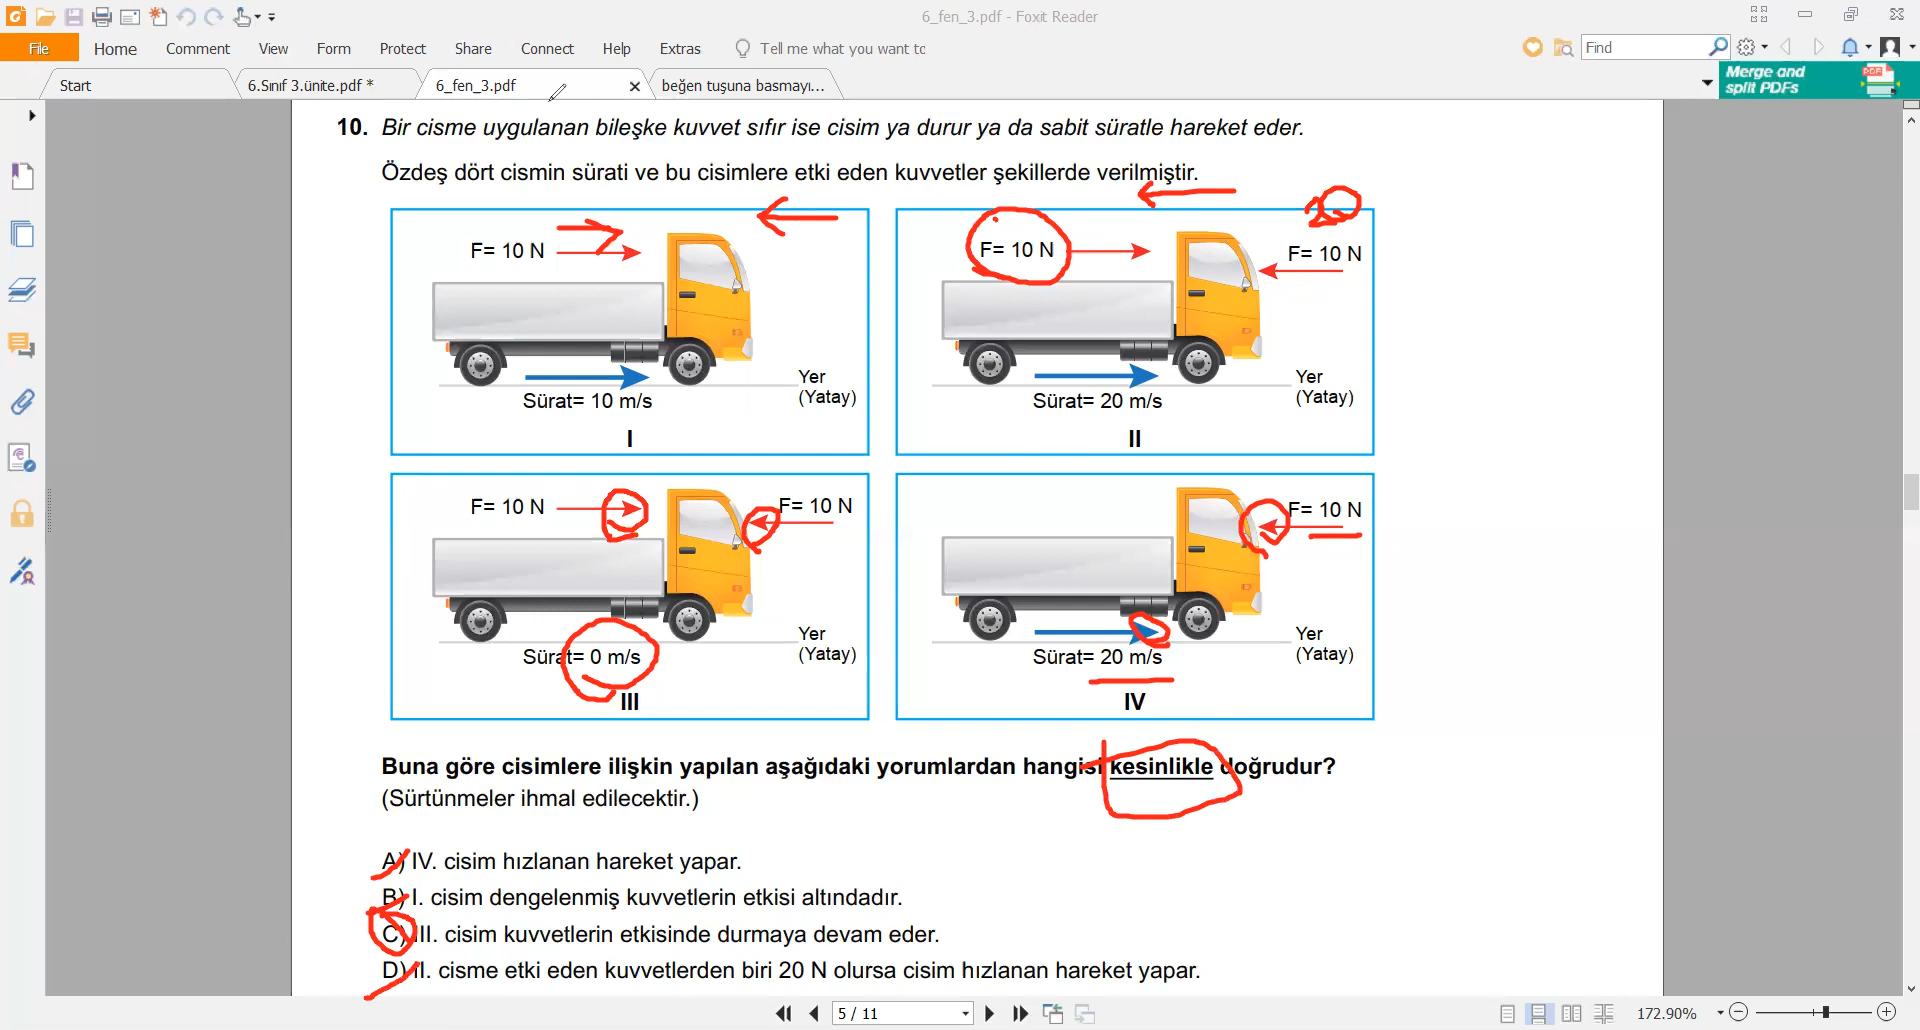 6_fen_3.pdf - Foxit Reader
File Home Comment View Form Protect Share Connect Help Extras Tell me what you want to Find
Start 6.Sınıf 3.ünite.pdf * 6_fen_3.pdf beğen tuşuna basmayı...
Merge and
split PDFs
PDF
10. Bir cisme uygulanan bileşke kuvvet sıfır ise cisim ya durur ya da sabit süratle hareket eder.
Özdeş dört cismin sürati ve bu cisimlere etki eden kuvvetler şekillerde verilmiştir.
F= 10 N
Yer
(Yatay)
Sürat= 10 m/s
I
F= 10 N
F= 10 N
Yer
(Yatay)
Sürat= 20 m/s
II
F= 10 N
F= 10 N
Yer
(Yatay)
Sürat= 0 m/s
III
F= 10 N
Yer
(Yatay)
Sürat= 20 m/s
IV
Buna göre cisimlere ilişkin yapılan aşağıdaki yorumlardan hangisi kesinlikle doğrudur?
(Sürtünmeler ihmal edilecektir.)
A) IV. cisim hızlanan hareket yapar.
B) I. cisim dengelenmiş kuvvetlerin etkisi altındadır.
C) III. cisim kuvvetlerin etkisinde durmaya devam eder.
D) II. cisme etki eden kuvvetlerden biri 20 N olursa cisim hızlanan hareket yapar.
5 / 11
172.90%